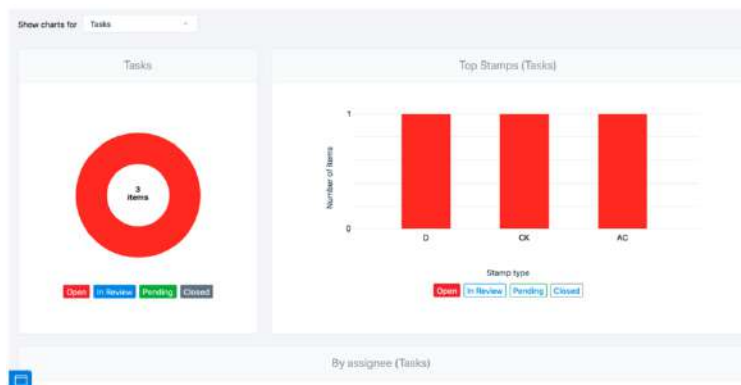 Show charts for Tasks
Tasks
3
items
Open In Review Pending Closed
Top Stamps (Tasks)
Number of items
1
0
D CK AC
Stamp type
Open In Review Pending Closed
By assignee (Tasks)